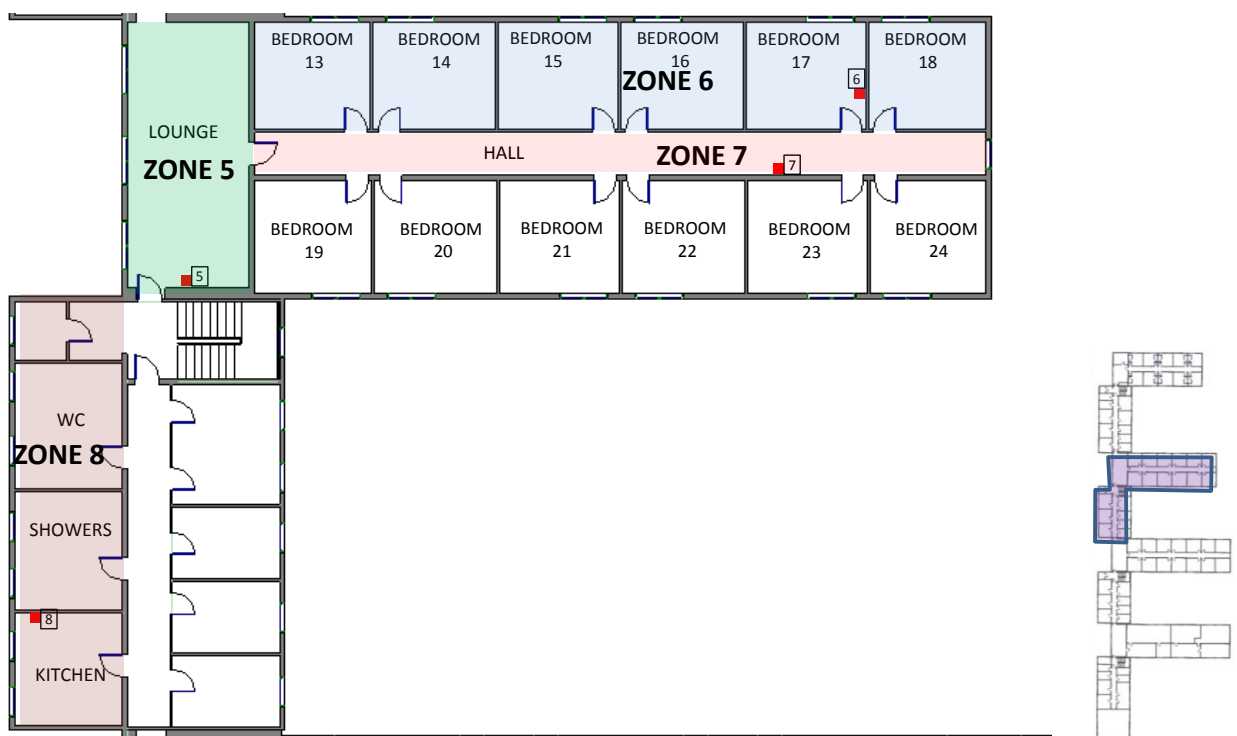 BEDROOM
13
BEDROOM
14
BEDROOM
15
BEDROOM
16
BEDROOM
17
BEDROOM
18
ZONE 6
6
LOUNGE
ZONE 5
HALL
ZONE 7
7
BEDROOM
19
BEDROOM
20
BEDROOM
21
BEDROOM
22
BEDROOM
23
BEDROOM
24
5
WC
ZONE 8
SHOWERS
8
KITCHEN